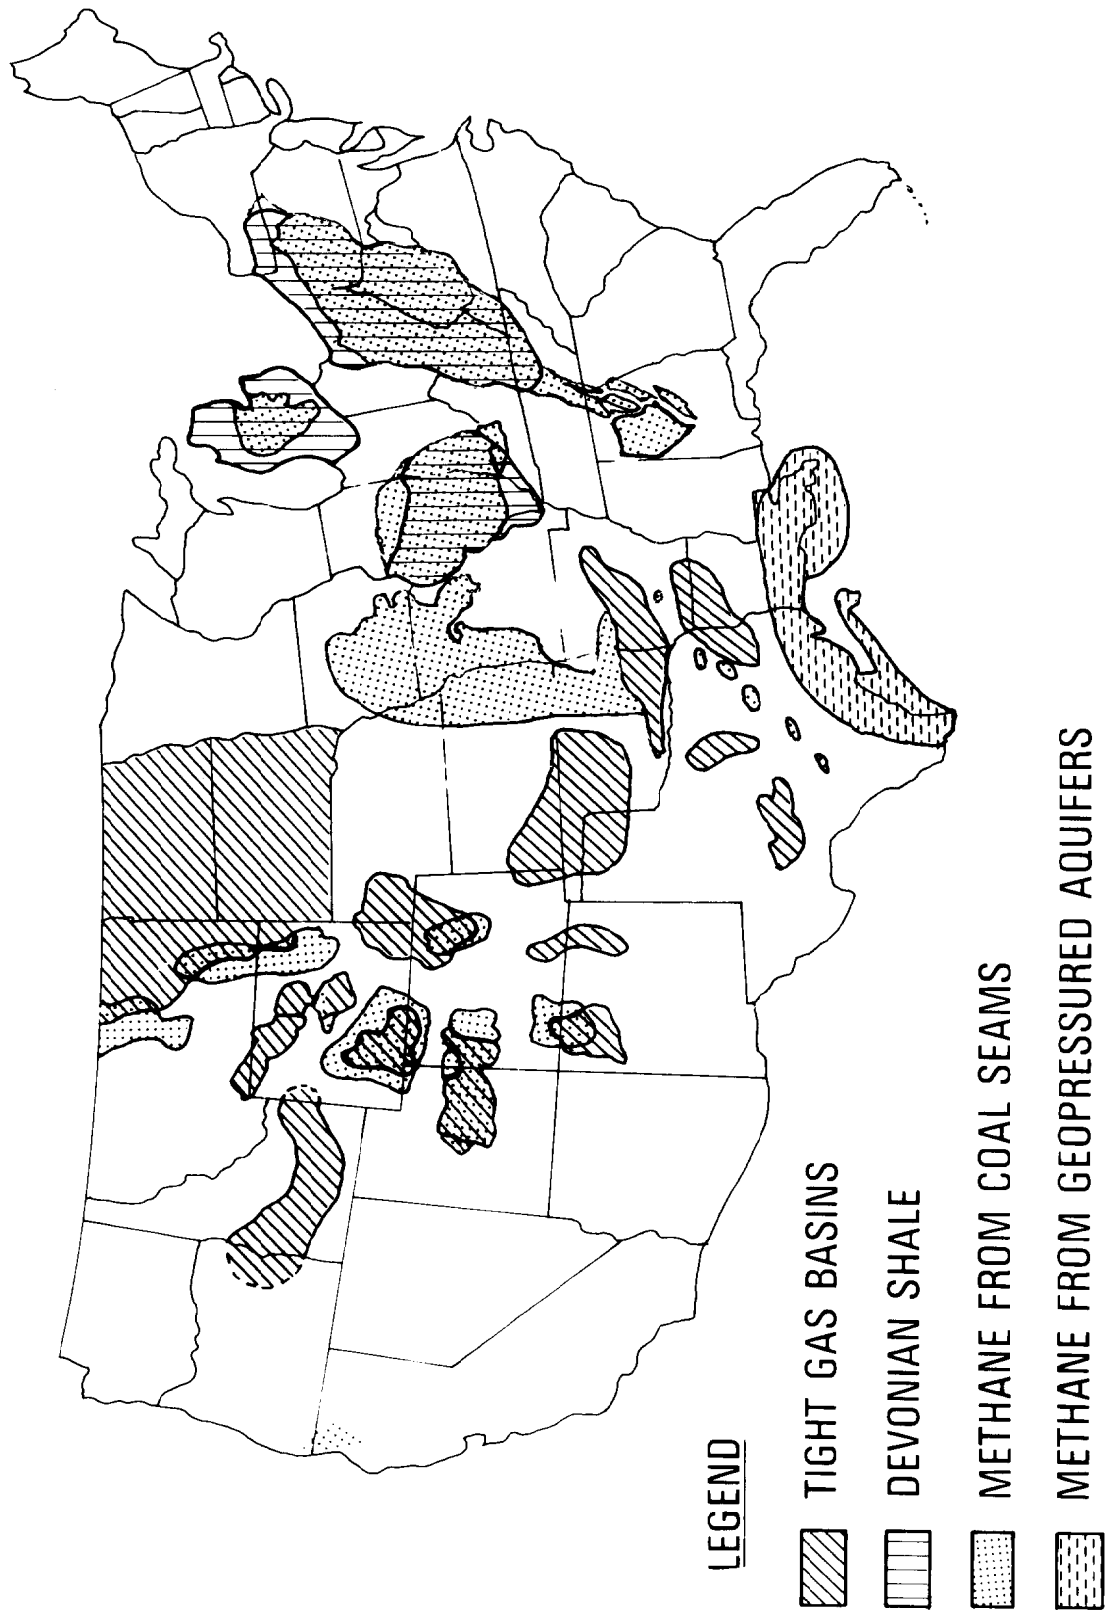 LEGEND
TIGHT GAS BASINS
DEVONIAN SHALE
METHANE FROM COAL SEAMS
METHANE FROM GEOPRESSURED AQUIFERS